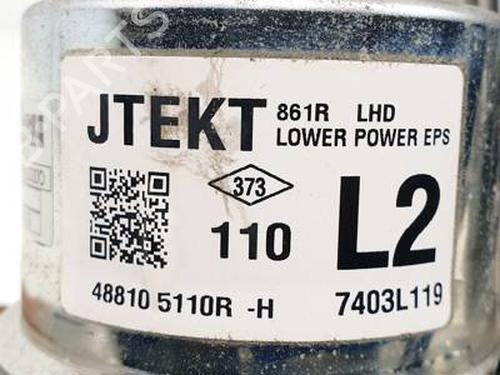 JTEKT 861R LHD
LOWER POWER EPS
373
110
L2
48810 5110R -H
7403L119